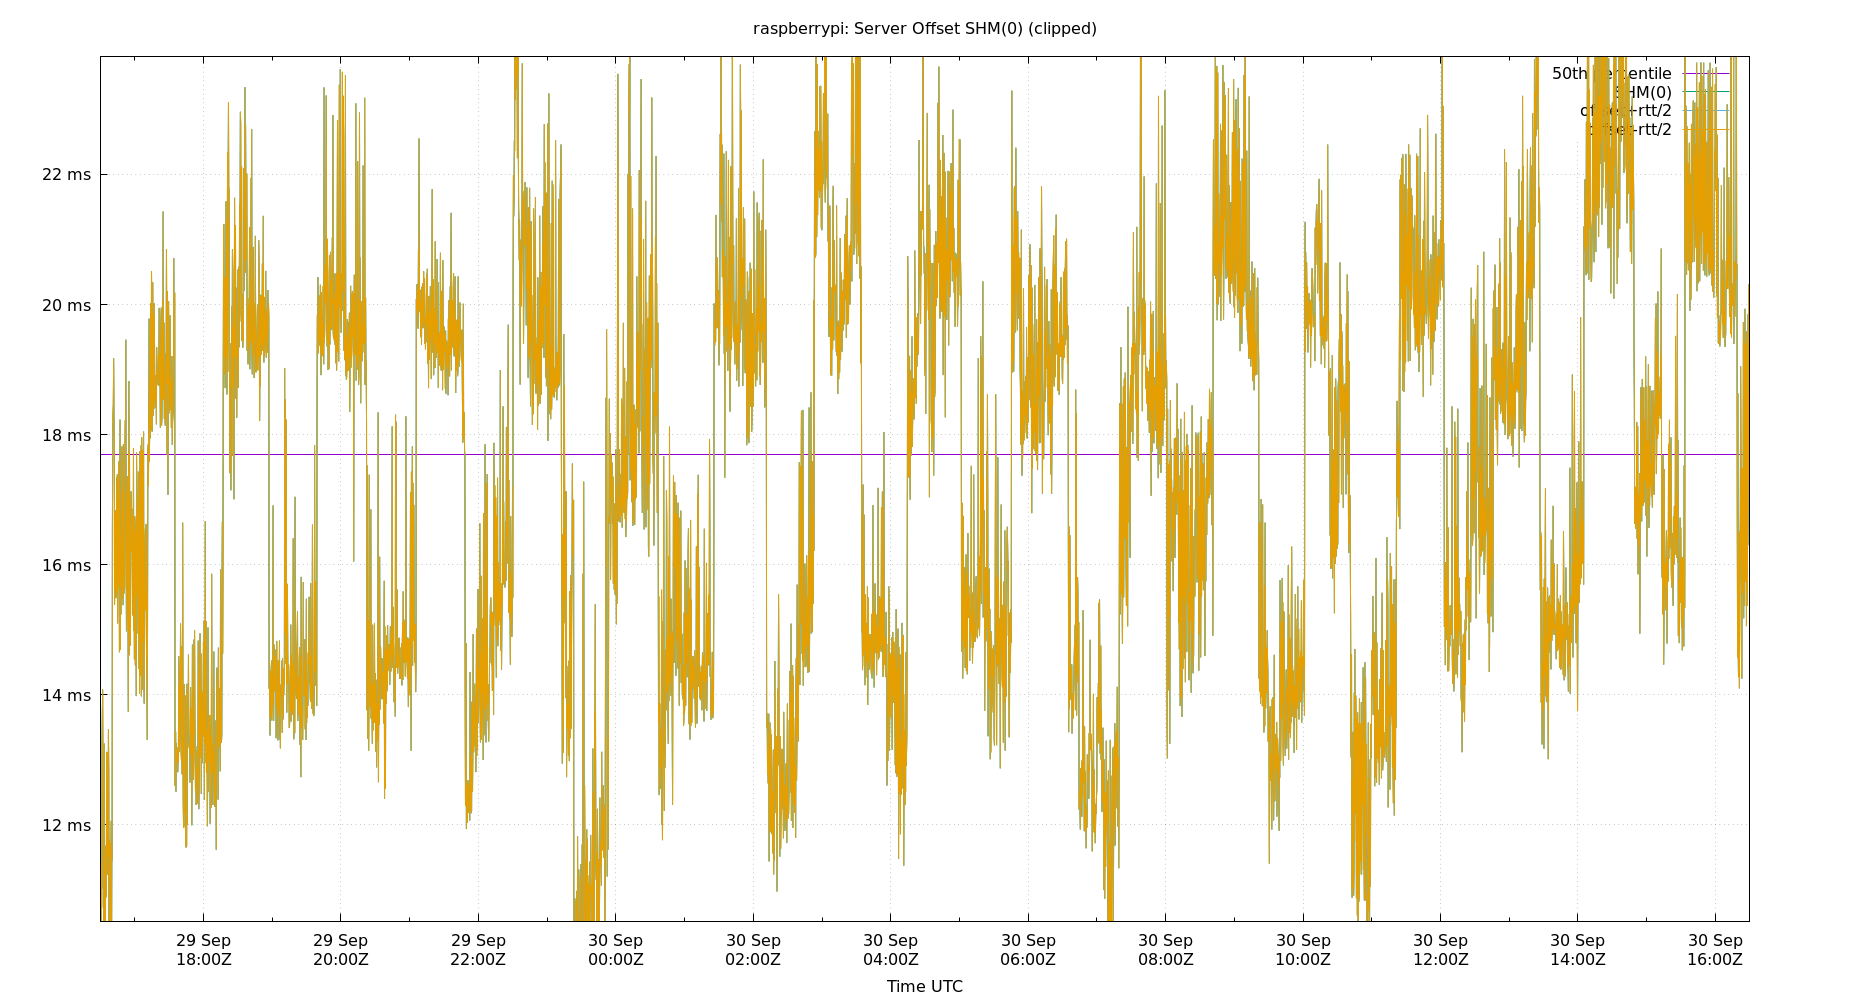 raspberrypi: Server Offset SHM(0) (clipped)
50th
SHM(0)
rtt/2
rtt/2
22 ms
20 ms
18 ms
16 ms
14 ms
12 ms
29 Sep 29 Sep 29 Sep 30 Sep 30 Sep 30 Sep 30 Sep 30 Sep 30 Sep 30 Sep 30 Sep 30 Sep
18:00Z 20:00Z 22:00Z 00:00Z 02:00Z 04:00Z 06:00Z 08:00Z 10:00Z 12:00Z 14:00Z 16:00Z
Time UTC